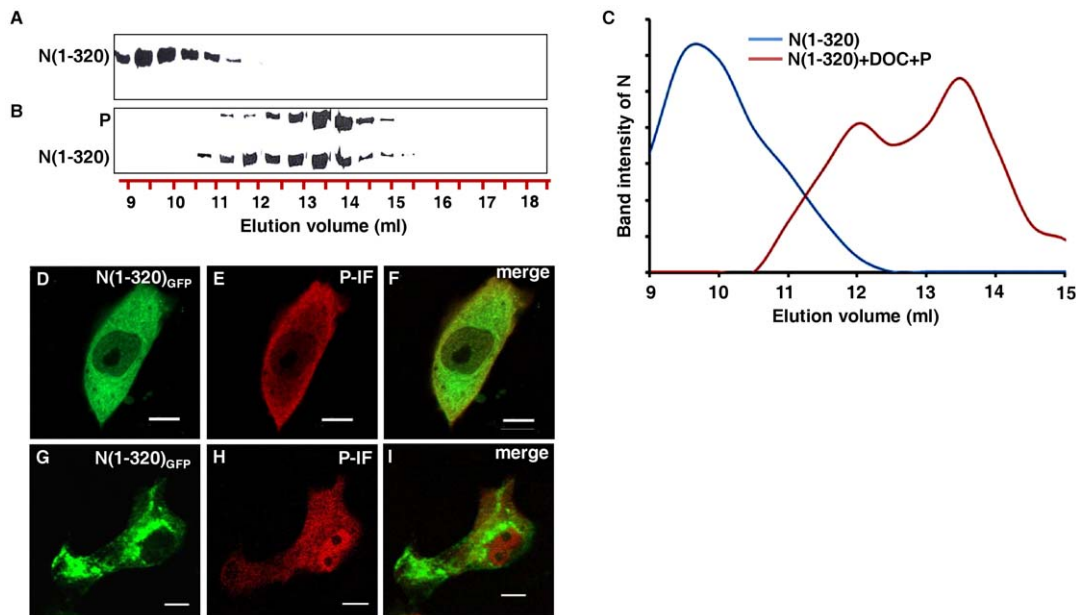 A
N(1-320)
B
P
N(1-320)
9 10 11 12 13 14 15 16 17 18
Elution volume (ml)
C
N(1-320)
N(1-320)+DOC+P
Band intensity of N
9 10 11 12 13 14 15
Elution volume (ml)
D N(1-320)GFP
E P-IF
F merge
G N(1-320)GFP
H P-IF
I merge